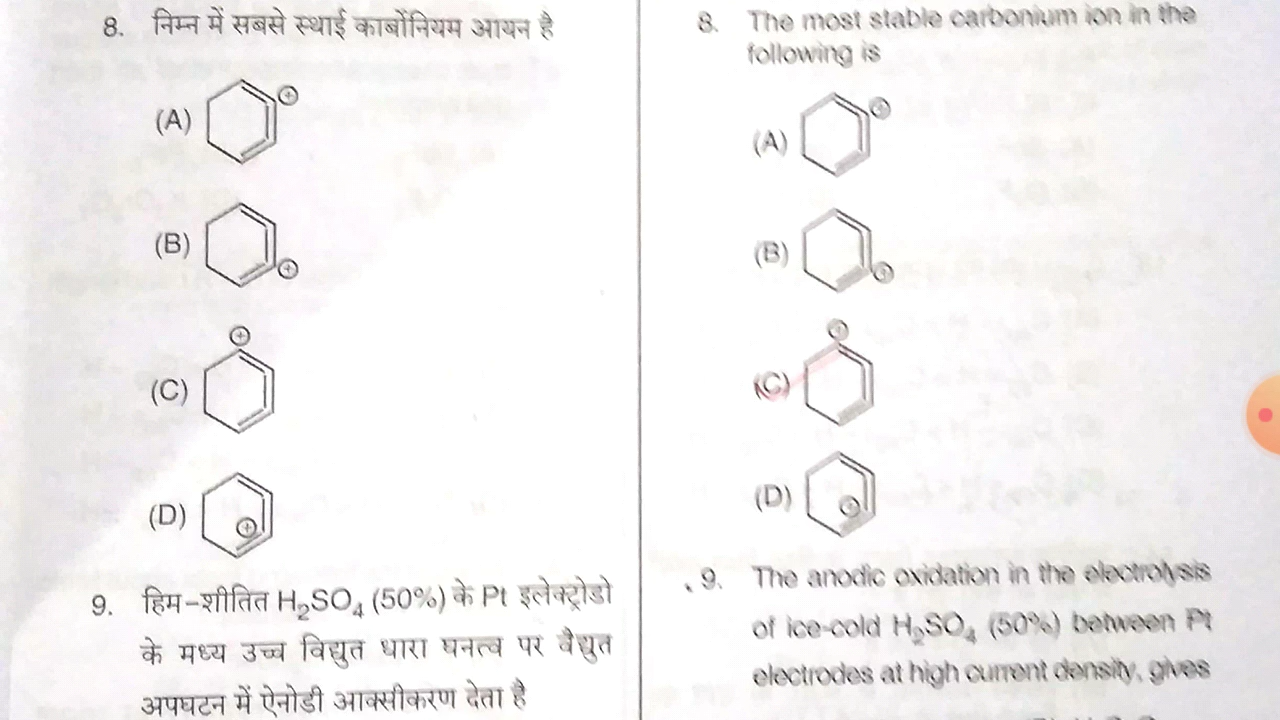 8. निम्न में सबसे स्थाई कार्बोनियम आयन है
(A) ⊕
(B) ⊕
(C) ⊕
(D) ⊕
9. हिम-शीतित H₂SO₄ (50%) के Pt इलेक्ट्रोडो
के मध्य उच्च विद्युत धारा घनत्व पर वैद्युत
अपघटन में ऐनोडी आक्सीकरण देता है
8. The most stable carbonium ion in the
following is
(A) ⊕
(B) ⊕
(C) ⊕
(D) ⊕
9. The anodic oxidation in the electrolysis
of ice-cold H₂SO₄ (50%) between Pt
electrodes at high current density, gives